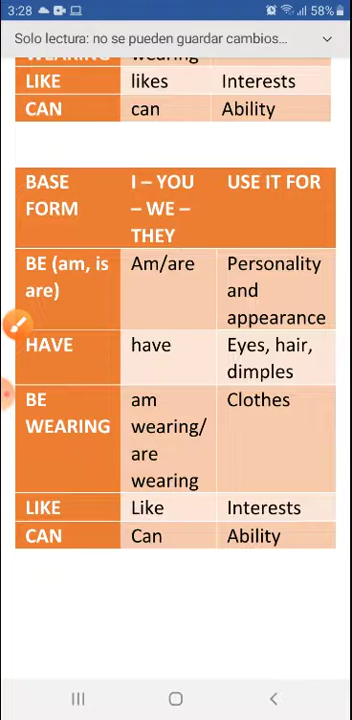 3:28 58%
Solo lectura: no se pueden guardar cambios...
WEARING wearing
LIKE likes Interests
CAN can Ability
BASE I – YOU USE IT FOR
FORM – WE –
THEY
BE (am, is Am/are Personality
are) and
appearance
HAVE have Eyes, hair,
dimples
BE am Clothes
WEARING wearing/
are
wearing
LIKE Like Interests
CAN Can Ability